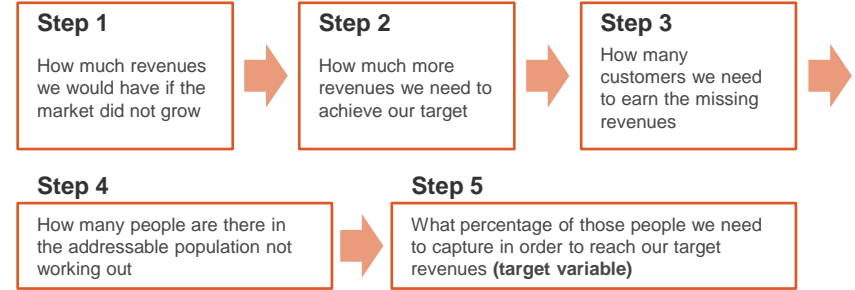 Step 1
How much revenues
we would have if the
market did not grow
Step 2
How much more
revenues we need to
achieve our target
Step 3
How many
customers we need
to earn the missing
revenues
Step 4
How many people are there in
the addressable population not
working out
Step 5
What percentage of those people we need
to capture in order to reach our target
revenues (target variable)